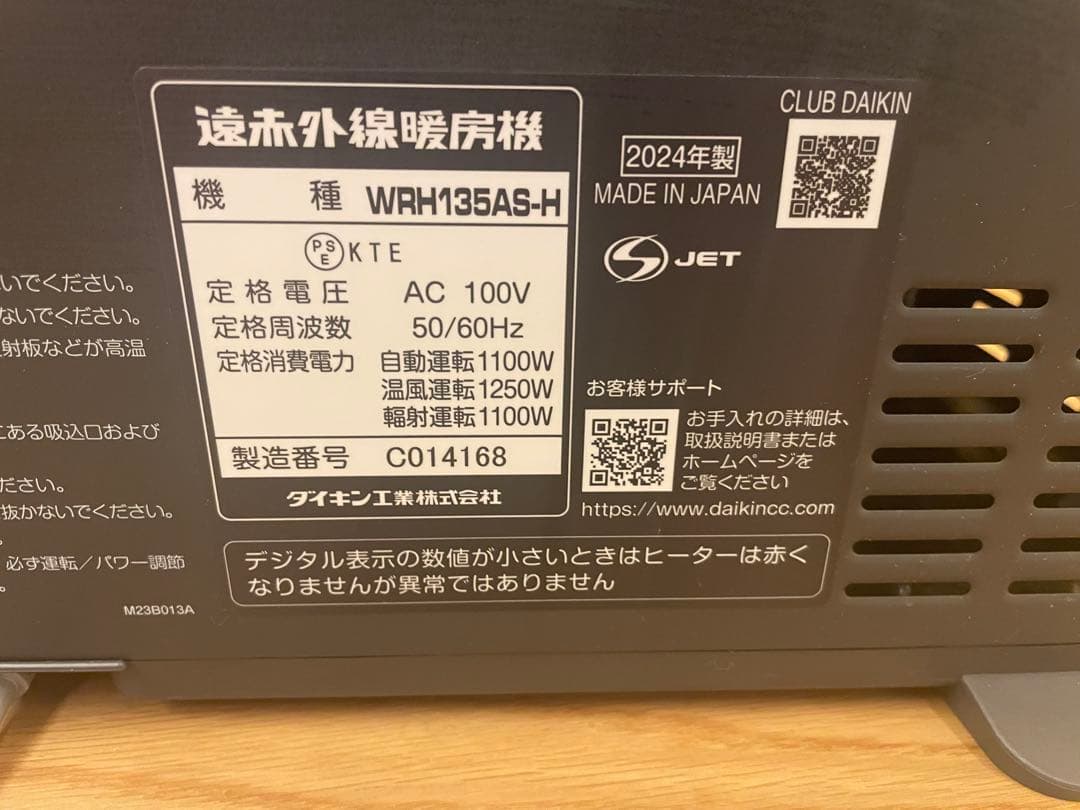 遠赤外線暖房機
機 種 WRH135AS-H
PSE KTE
定格電圧 AC 100V
定格周波数 50/60Hz
定格消費電力 自動運転1100W
温風運転1250W
輻射運転1100W
製造番号 C014168
ダイキン工業株式会社
2024年製
MADE IN JAPAN
JET
CLUB DAIKIN
お客様サポート
お手入れの詳細は、
取扱説明書または
ホームページを
ご覧ください
https://www.daikincc.com
デジタル表示の数値が小さいときはヒーターは赤く
なりませんが異常ではありません
いでください。
ないでください。
射板などが高温
にある吸込口および
ださい。
抜かないでください。
。
必ず運転／パワー調節
。
M23B013A